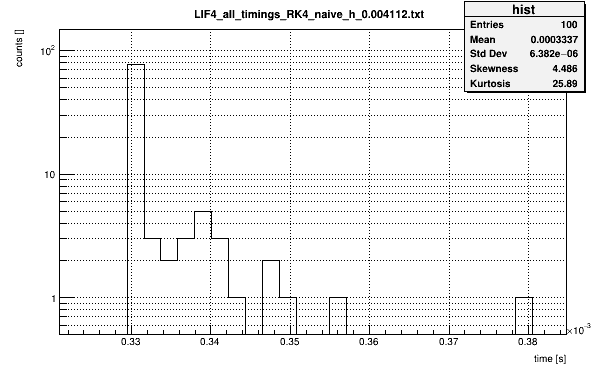 LIF4_all_timings_RK4_naive_h_0.004112.txt
hist
Entries 100
Mean 0.0003337
Std Dev 6.382e−06
Skewness 4.486
Kurtosis 25.89
counts []
10²
10
1
0.33 0.34 0.35 0.36 0.37 0.38
×10⁻³
time [s]